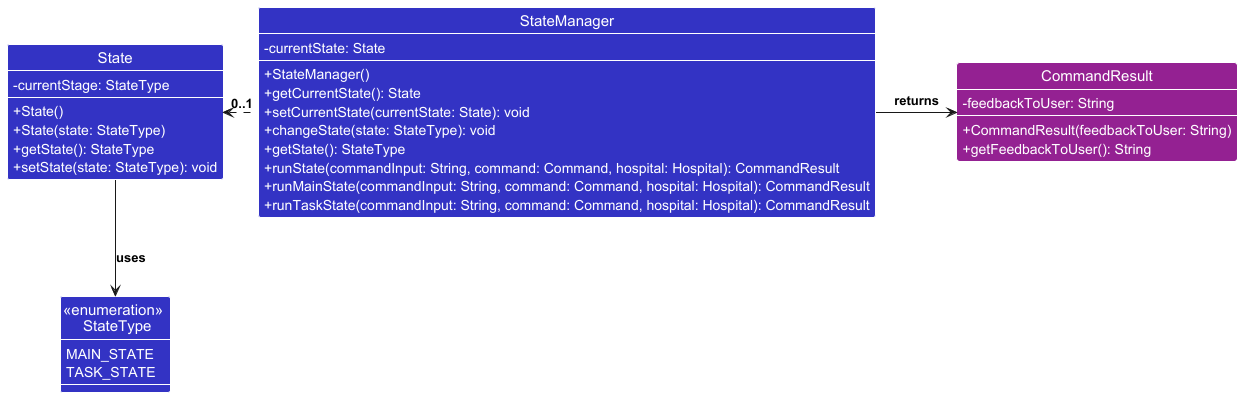 State
-currentStage: StateType
+State()
+State(state: StateType)
+getState(): StateType
+setState(state: StateType): void
0..1
StateManager
-currentState: State
+StateManager()
+getCurrentState(): State
+setCurrentState(currentState: State): void
+changeState(state: StateType): void
+getState(): StateType
+runState(commandInput: String, command: Command, hospital: Hospital): CommandResult
+runMainState(commandInput: String, command: Command, hospital: Hospital): CommandResult
+runTaskState(commandInput: String, command: Command, hospital: Hospital): CommandResult
returns
CommandResult
-feedbackToUser: String
+CommandResult(feedbackToUser: String)
+getFeedbackToUser(): String
uses
«enumeration»
StateType
MAIN_STATE
TASK_STATE